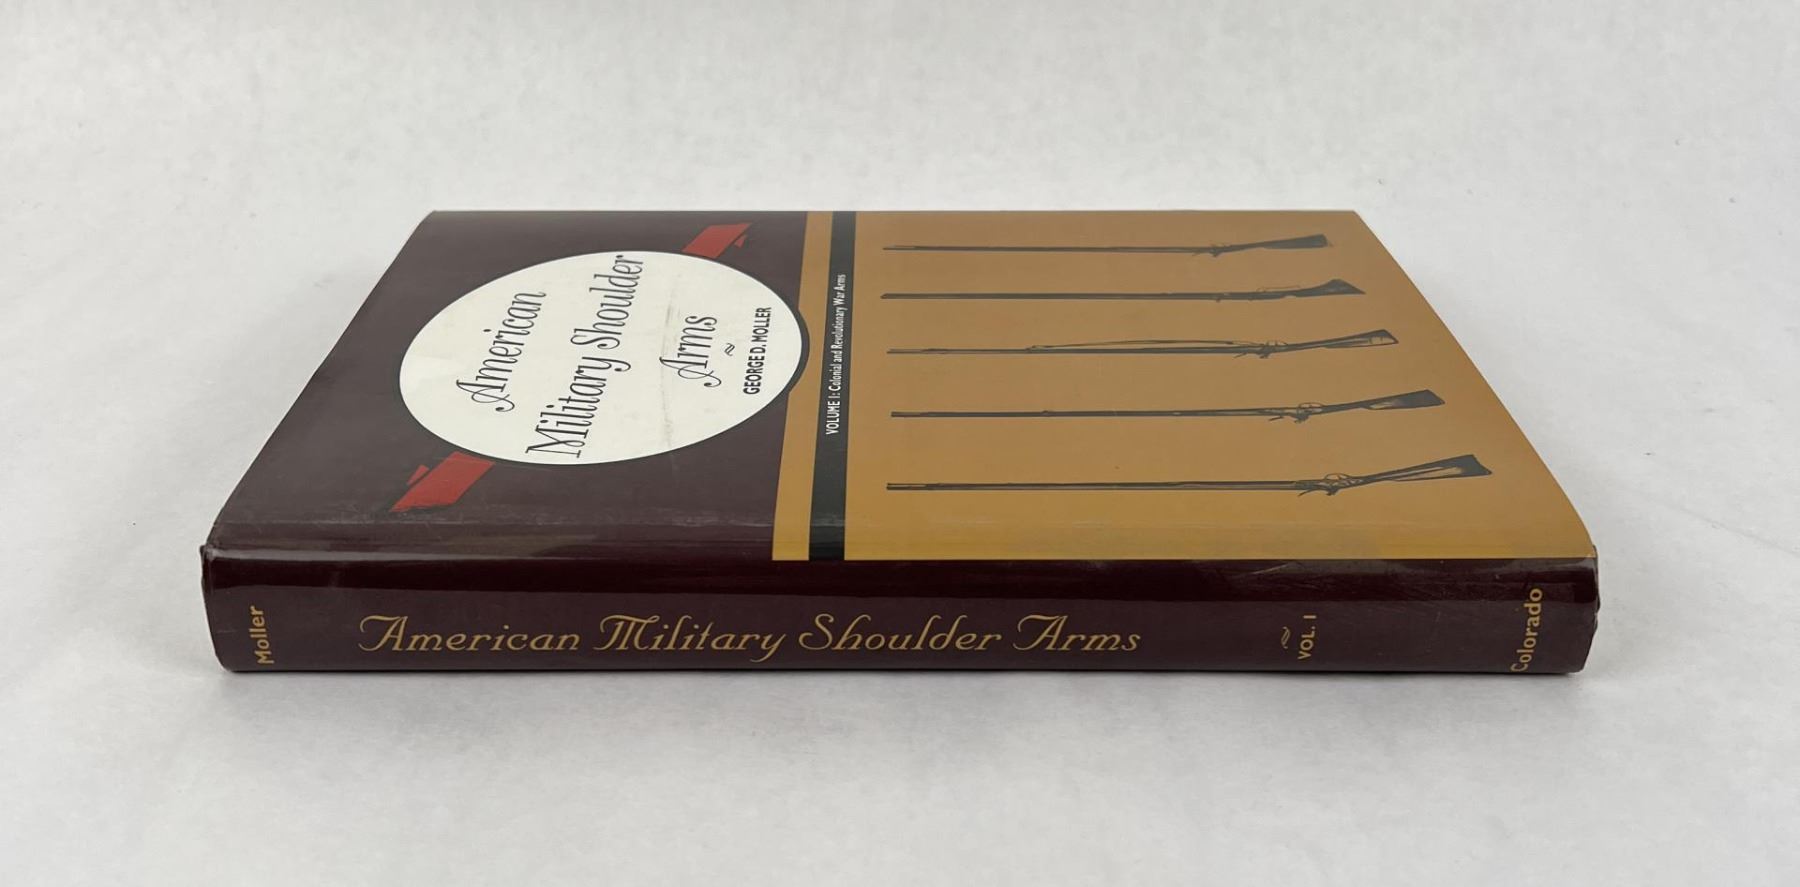 American
Military Shoulder
Arms
GEORGE D. MOLLER
VOLUME I: Colonial and Revolutionary War Arms
Moller
American Military Shoulder Arms
VOL. I
Colorado